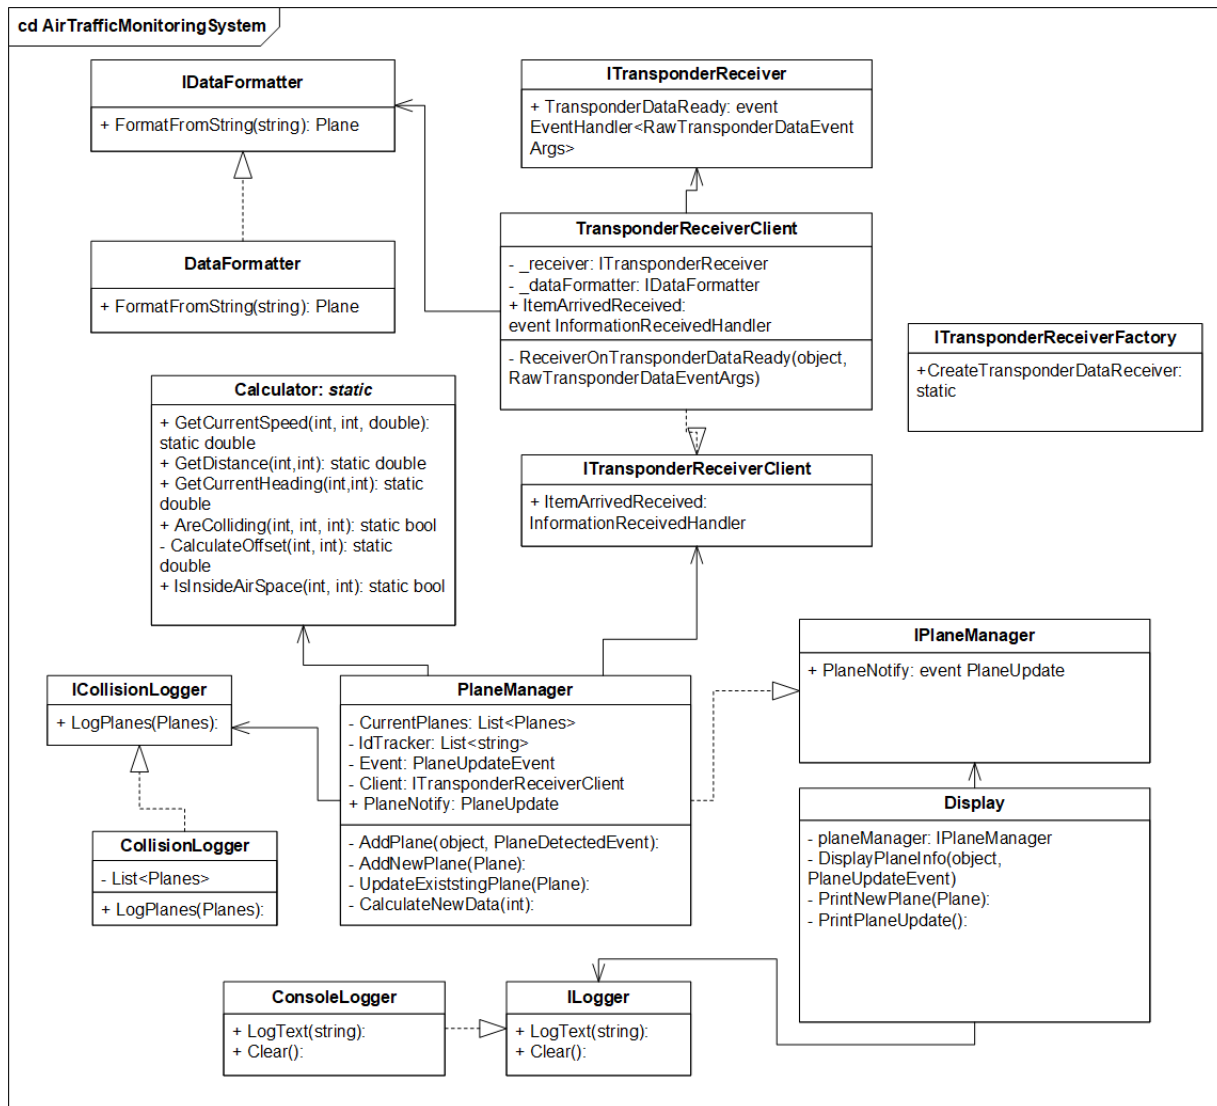 cd AirTrafficMonitoringSystem
IDataFormatter
+ FormatFromString(string): Plane
ITransponderReceiver
+ TransponderDataReady: event
EventHandler<RawTransponderDataEvent
Args>
DataFormatter
+ FormatFromString(string): Plane
TransponderReceiverClient
- _receiver: ITransponderReceiver
- _dataFormatter: IDataFormatter
+ ItemArrivedReceived:
event InformationReceivedHandler
- ReceiverOnTransponderDataReady(object,
RawTransponderDataEventArgs)
ITransponderReceiverFactory
+CreateTransponderDataReceiver:
static
Calculator: static
+ GetCurrentSpeed(int, int, double):
static double
+ GetDistance(int,int): static double
+ GetCurrentHeading(int,int): static
double
+ AreColliding(int, int, int): static bool
- CalculateOffset(int, int): static
double
+ IsInsideAirSpace(int, int): static bool
ITransponderReceiverClient
+ ItemArrivedReceived:
InformationReceivedHandler
IPlaneManager
+ PlaneNotify: event PlaneUpdate
ICollisionLogger
+ LogPlanes(Planes):
PlaneManager
- CurrentPlanes: List<Planes>
- IdTracker: List<string>
- Event: PlaneUpdateEvent
- Client: ITransponderReceiverClient
+ PlaneNotify: PlaneUpdate
- AddPlane(object, PlaneDetectedEvent):
- AddNewPlane(Plane):
- UpdateExiststingPlane(Plane):
- CalculateNewData(int):
CollisionLogger
- List<Planes>
+ LogPlanes(Planes):
Display
- planeManager: IPlaneManager
- DisplayPlaneInfo(object,
PlaneUpdateEvent)
- PrintNewPlane(Plane):
- PrintPlaneUpdate():
ConsoleLogger
+ LogText(string):
+ Clear():
ILogger
+ LogText(string):
+ Clear():